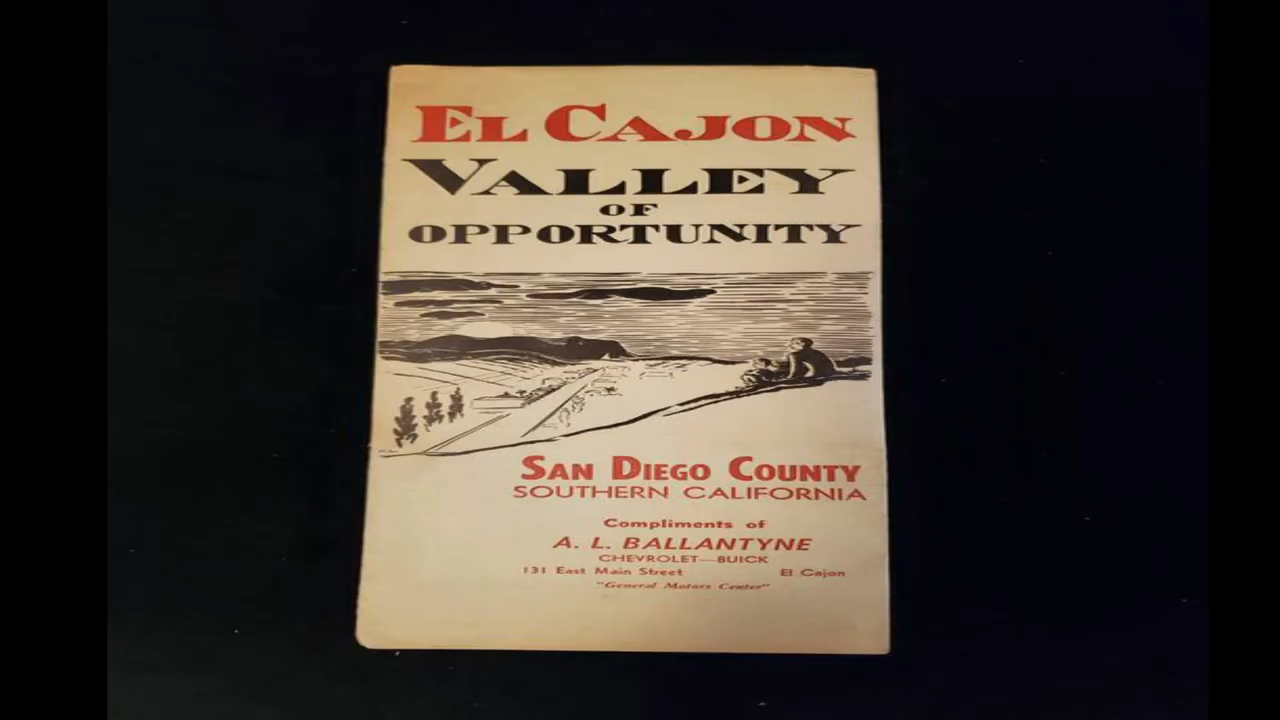 EL CAJON
VALLEY
OF
OPPORTUNITY
SAN DIEGO COUNTY
SOUTHERN CALIFORNIA
Compliments of
A. L. BALLANTYNE
CHEVROLET—BUICK
131 East Main Street El Cajon
"General Motors Center"